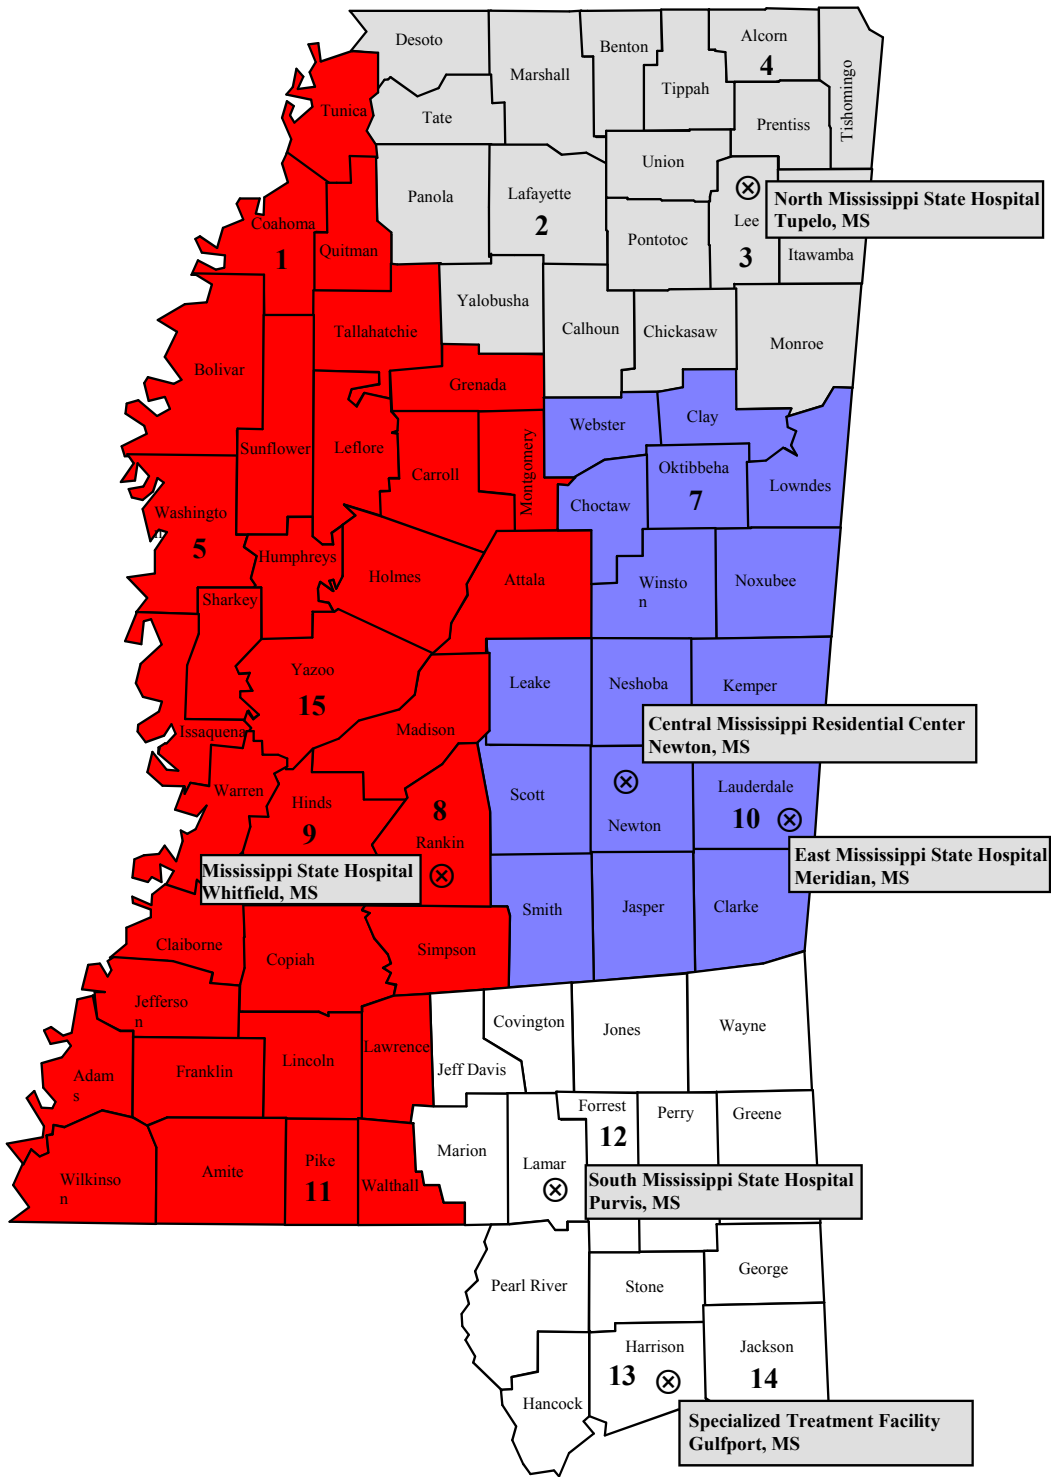 Desoto
Marshall
Benton
Tippah
Alcorn
4
Tishomingo
Tunica
Tate
Prentiss
Union
Panola
Lafayette
2
Pontotoc
Lee
3
North Mississippi State Hospital
Tupelo, MS
Itawamba
Coahoma
1
Quitman
Yalobusha
Calhoun
Chickasaw
Monroe
Tallahatchie
Bolivar
Grenada
Sunflower
Leflore
Carroll
Montgomery
Webster
Clay
Oktibbeha
7
Choctaw
Lowndes
Washingto
n
5
Humphreys
Holmes
Attala
Winsto
n
Noxubee
Sharkey
Yazoo
15
Leake
Neshoba
Kemper
Issaquena
Madison
Central Mississippi Residential Center
Newton, MS
Warren
Hinds
9
8
Rankin
Scott
Newton
Lauderdale
10
Mississippi State Hospital
Whitfield, MS
East Mississippi State Hospital
Meridian, MS
Smith
Jasper
Clarke
Claiborne
Copiah
Simpson
Jefferso
n
Covington
Jones
Wayne
Adam
s
Franklin
Lincoln
Lawrence
Jeff Davis
Forrest
12
Perry
Greene
Wilkinso
n
Amite
Pike
11
Walthall
Marion
Lamar
South Mississippi State Hospital
Purvis, MS
Pearl River
Stone
George
Harrison
13
Jackson
14
Hancock
Specialized Treatment Facility
Gulfport, MS